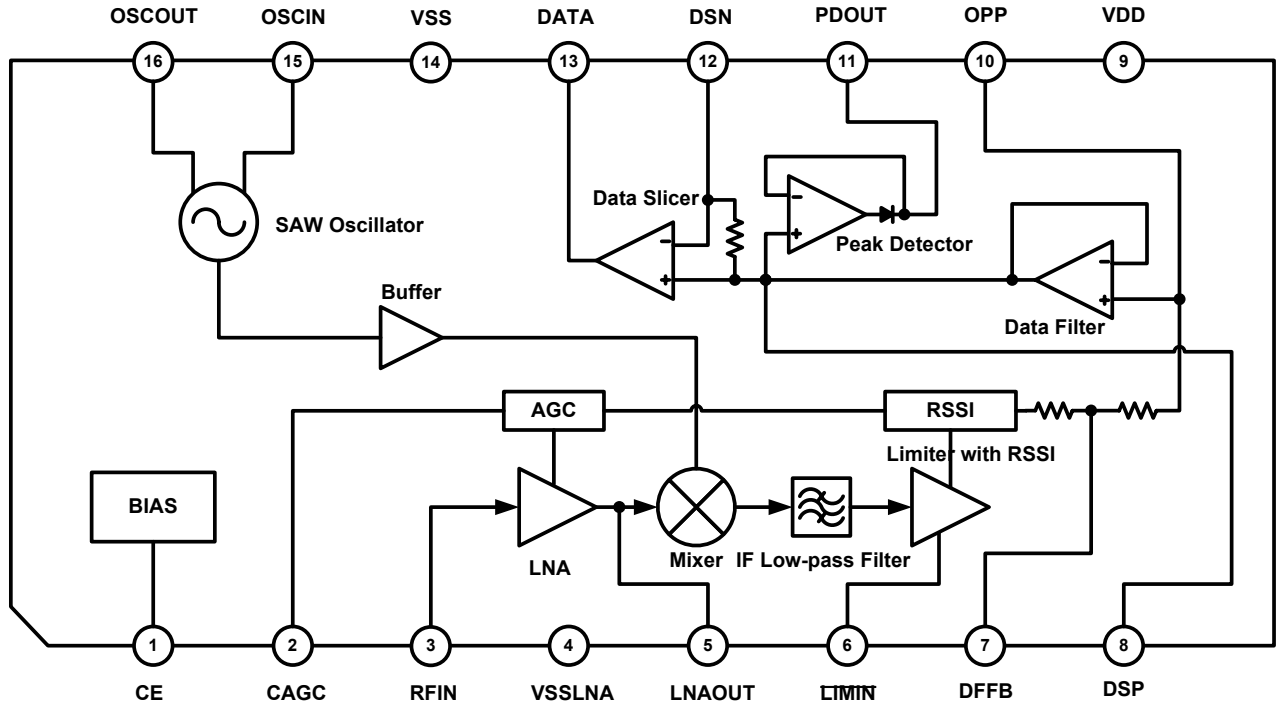 OSCOUT OSCIN VSS DATA DSN PDOUT OPP VDD
16 15 14 13 12 11 10 9
Data Slicer
SAW Oscillator
Peak Detector
− + − + − +
Buffer
Data Filter
AGC RSSI
Limiter with RSSI
BIAS
LNA
Mixer IF Low-pass Filter
1 2 3 4 5 6 7 8
CE CAGC RFIN VSSLNA LNAOUT LIMIN DFFB DSP